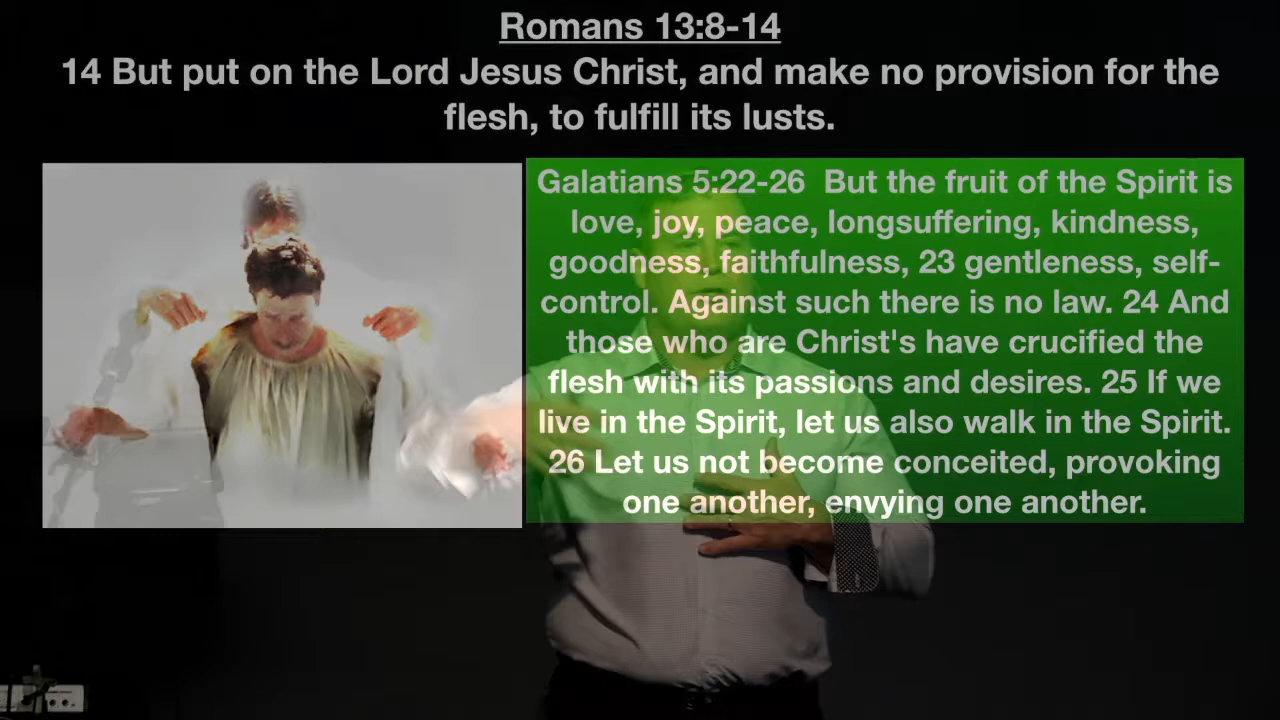 Romans 13:8-14
14 But put on the Lord Jesus Christ, and make no provision for the
flesh, to fulfill its lusts.
Galatians 5:22-26  But the fruit of the Spirit is
love, joy, peace, longsuffering, kindness,
goodness, faithfulness, 23 gentleness, self-
control. Against such there is no law. 24 And
those who are Christ's have crucified the
flesh with its passions and desires. 25 If we
live in the Spirit, let us also walk in the Spirit.
26 Let us not become conceited, provoking
one another, envying one another.